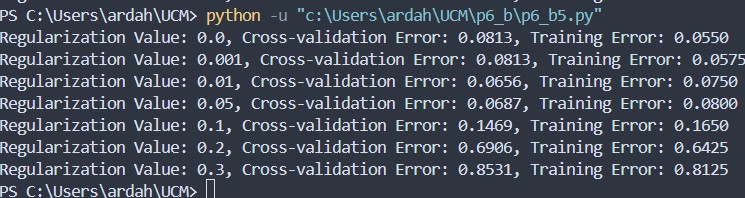 PS C:\Users\ardah\UCM> python -u "c:\Users\ardah\UCM\p6_b\p6_b5.py"
Regularization Value: 0.0, Cross-validation Error: 0.0813, Training Error: 0.0550
Regularization Value: 0.001, Cross-validation Error: 0.0813, Training Error: 0.0575
Regularization Value: 0.01, Cross-validation Error: 0.0656, Training Error: 0.0750
Regularization Value: 0.05, Cross-validation Error: 0.0687, Training Error: 0.0800
Regularization Value: 0.1, Cross-validation Error: 0.1469, Training Error: 0.1650
Regularization Value: 0.2, Cross-validation Error: 0.6906, Training Error: 0.6425
Regularization Value: 0.3, Cross-validation Error: 0.8531, Training Error: 0.8125
PS C:\Users\ardah\UCM>